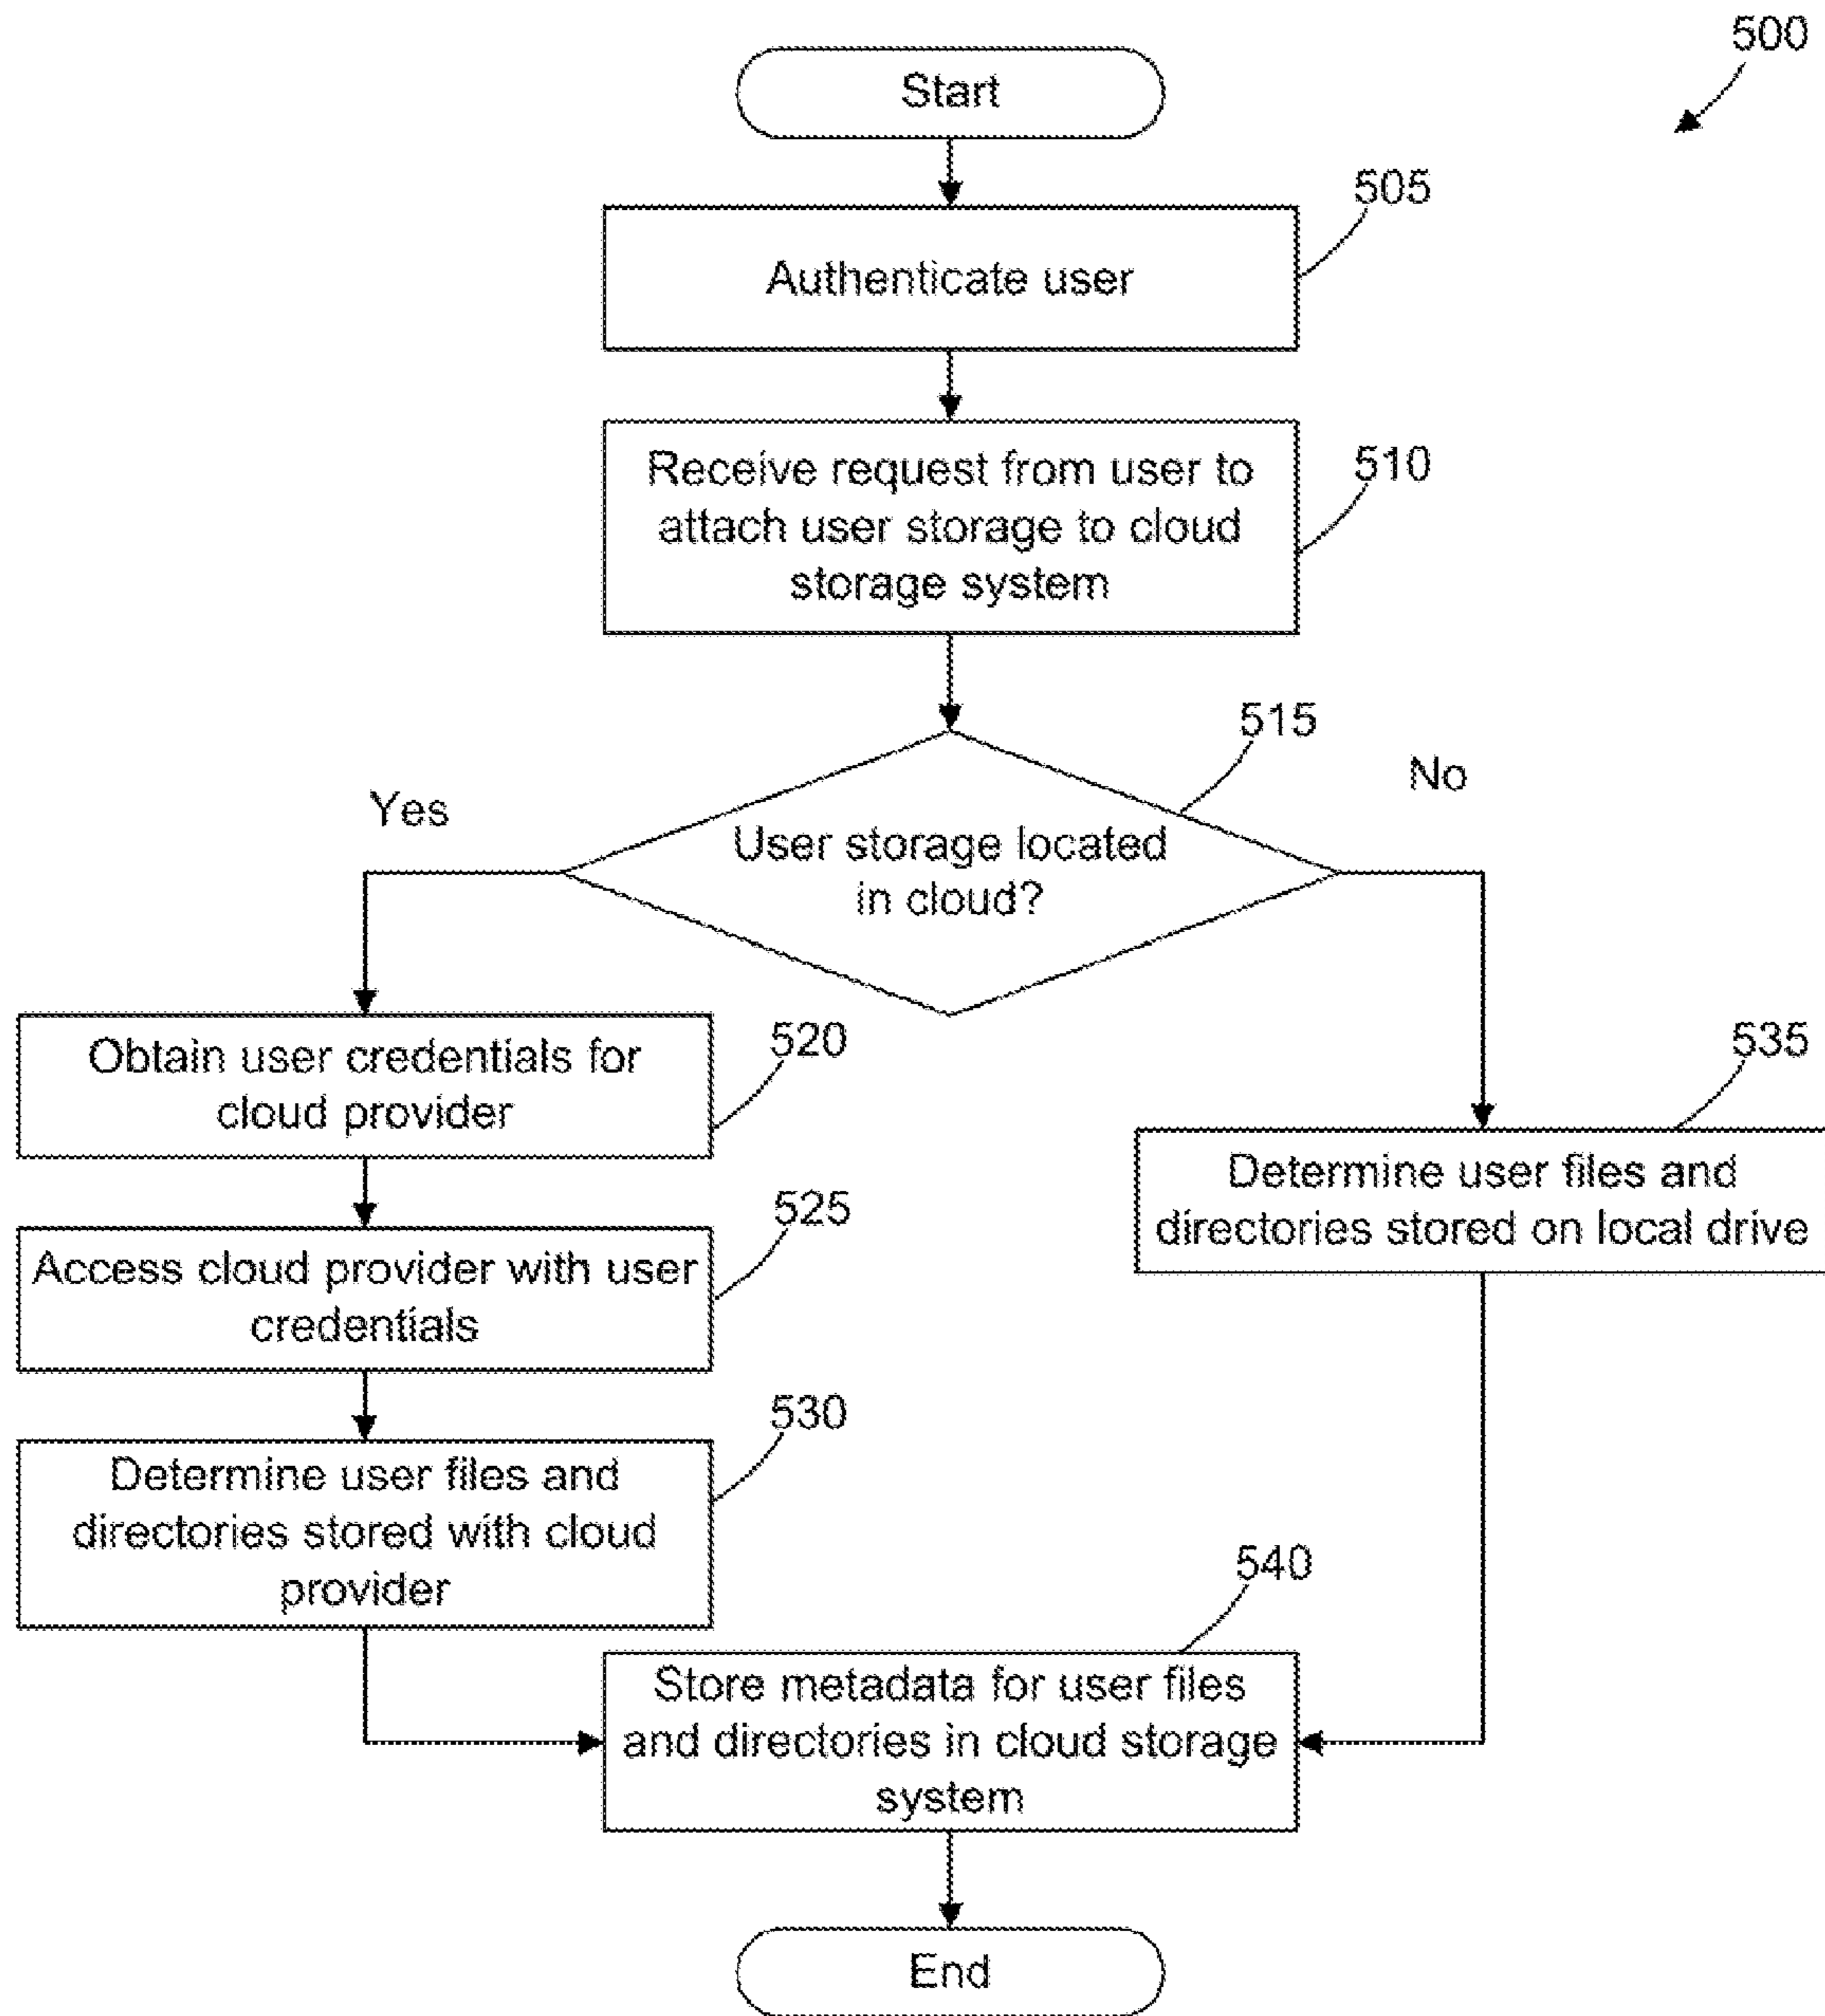 500
Start
505
Authenticate user
510
Receive request from user to
attach user storage to cloud
storage system
515
Yes
No
User storage located
in cloud?
520
Obtain user credentials for
cloud provider
525
Access cloud provider with user
credentials
530
Determine user files and
directories stored with cloud
provider
535
Determine user files and
directories stored on local drive
540
Store metadata for user files
and directories in cloud storage
system
End